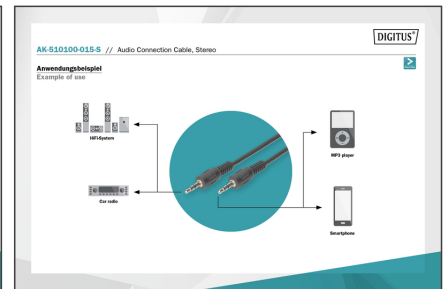 DIGITUS®
AK-510100-015-S // Audio Connection Cable, Stereo
Anwendungsbeispiel
Example of use
HiFi-System
MP3 player
Car radio
Smartphone